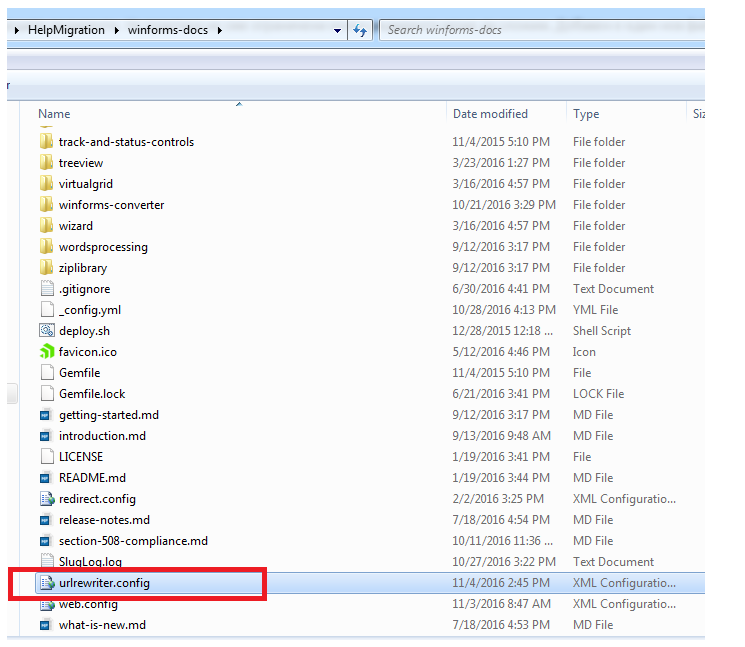 HelpMigration winforms-docs Search winforms-docs
r
Name Date modified Type Siz
track-and-status-controls 11/4/2015 5:10 PM File folder
treeview 3/23/2016 1:27 PM File folder
virtualgrid 3/16/2016 4:57 PM File folder
winforms-converter 10/21/2016 3:29 PM File folder
wizard 3/16/2016 4:57 PM File folder
wordsprocessing 9/12/2016 3:17 PM File folder
ziplibrary 9/12/2016 3:17 PM File folder
.gitignore 6/30/2016 4:41 PM Text Document
_config.yml 10/28/2016 4:13 PM YML File
deploy.sh 12/28/2015 12:18 ... Shell Script
favicon.ico 5/12/2016 4:46 PM Icon
Gemfile 11/4/2015 5:10 PM File
Gemfile.lock 6/21/2016 3:41 PM LOCK File
getting-started.md 9/12/2016 3:17 PM MD File
introduction.md 9/13/2016 9:48 AM MD File
LICENSE 1/19/2016 3:41 PM File
README.md 1/19/2016 3:44 PM MD File
redirect.config 2/2/2016 3:25 PM XML Configuratio...
release-notes.md 7/18/2016 4:54 PM MD File
section-508-compliance.md 10/11/2016 11:36 ... MD File
SlugLog.log 10/27/2016 3:22 PM Text Document
urlrewriter.config 11/4/2016 2:45 PM XML Configuratio...
web.config 11/3/2016 8:47 AM XML Configuratio...
what-is-new.md 7/18/2016 4:53 PM MD File